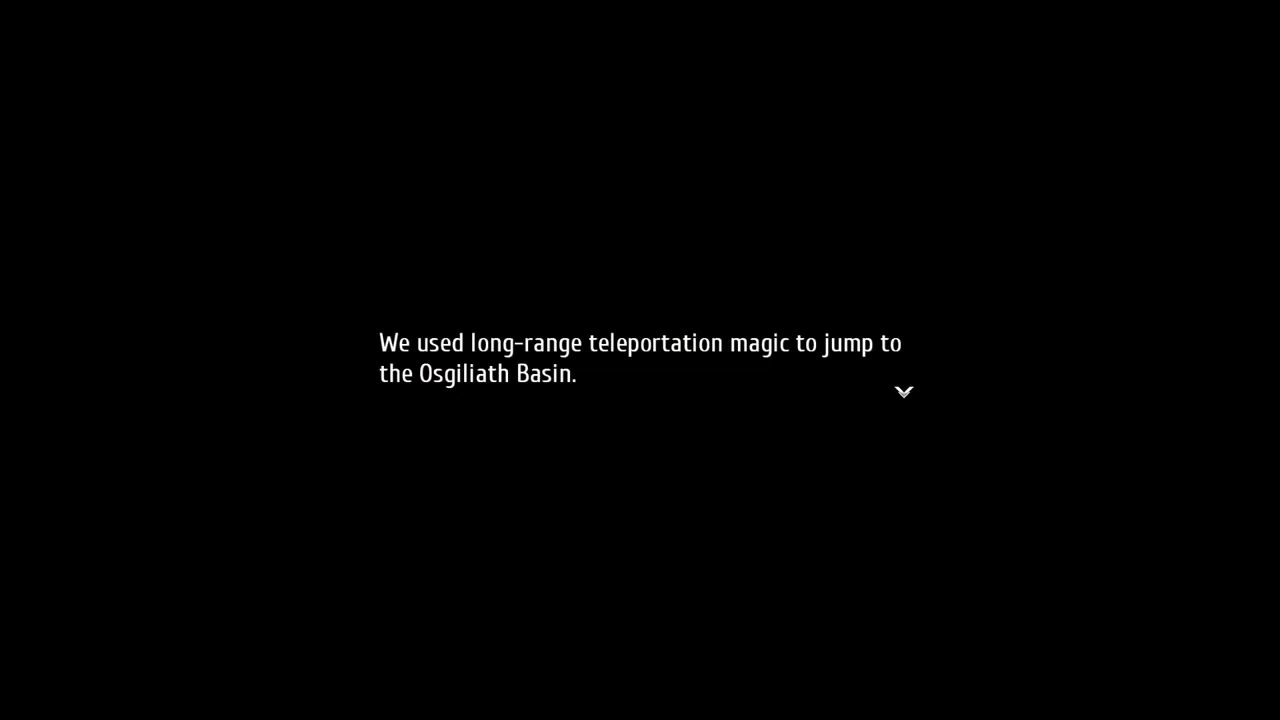 We used long-range teleportation magic to jump to
the Osgiliath Basin.